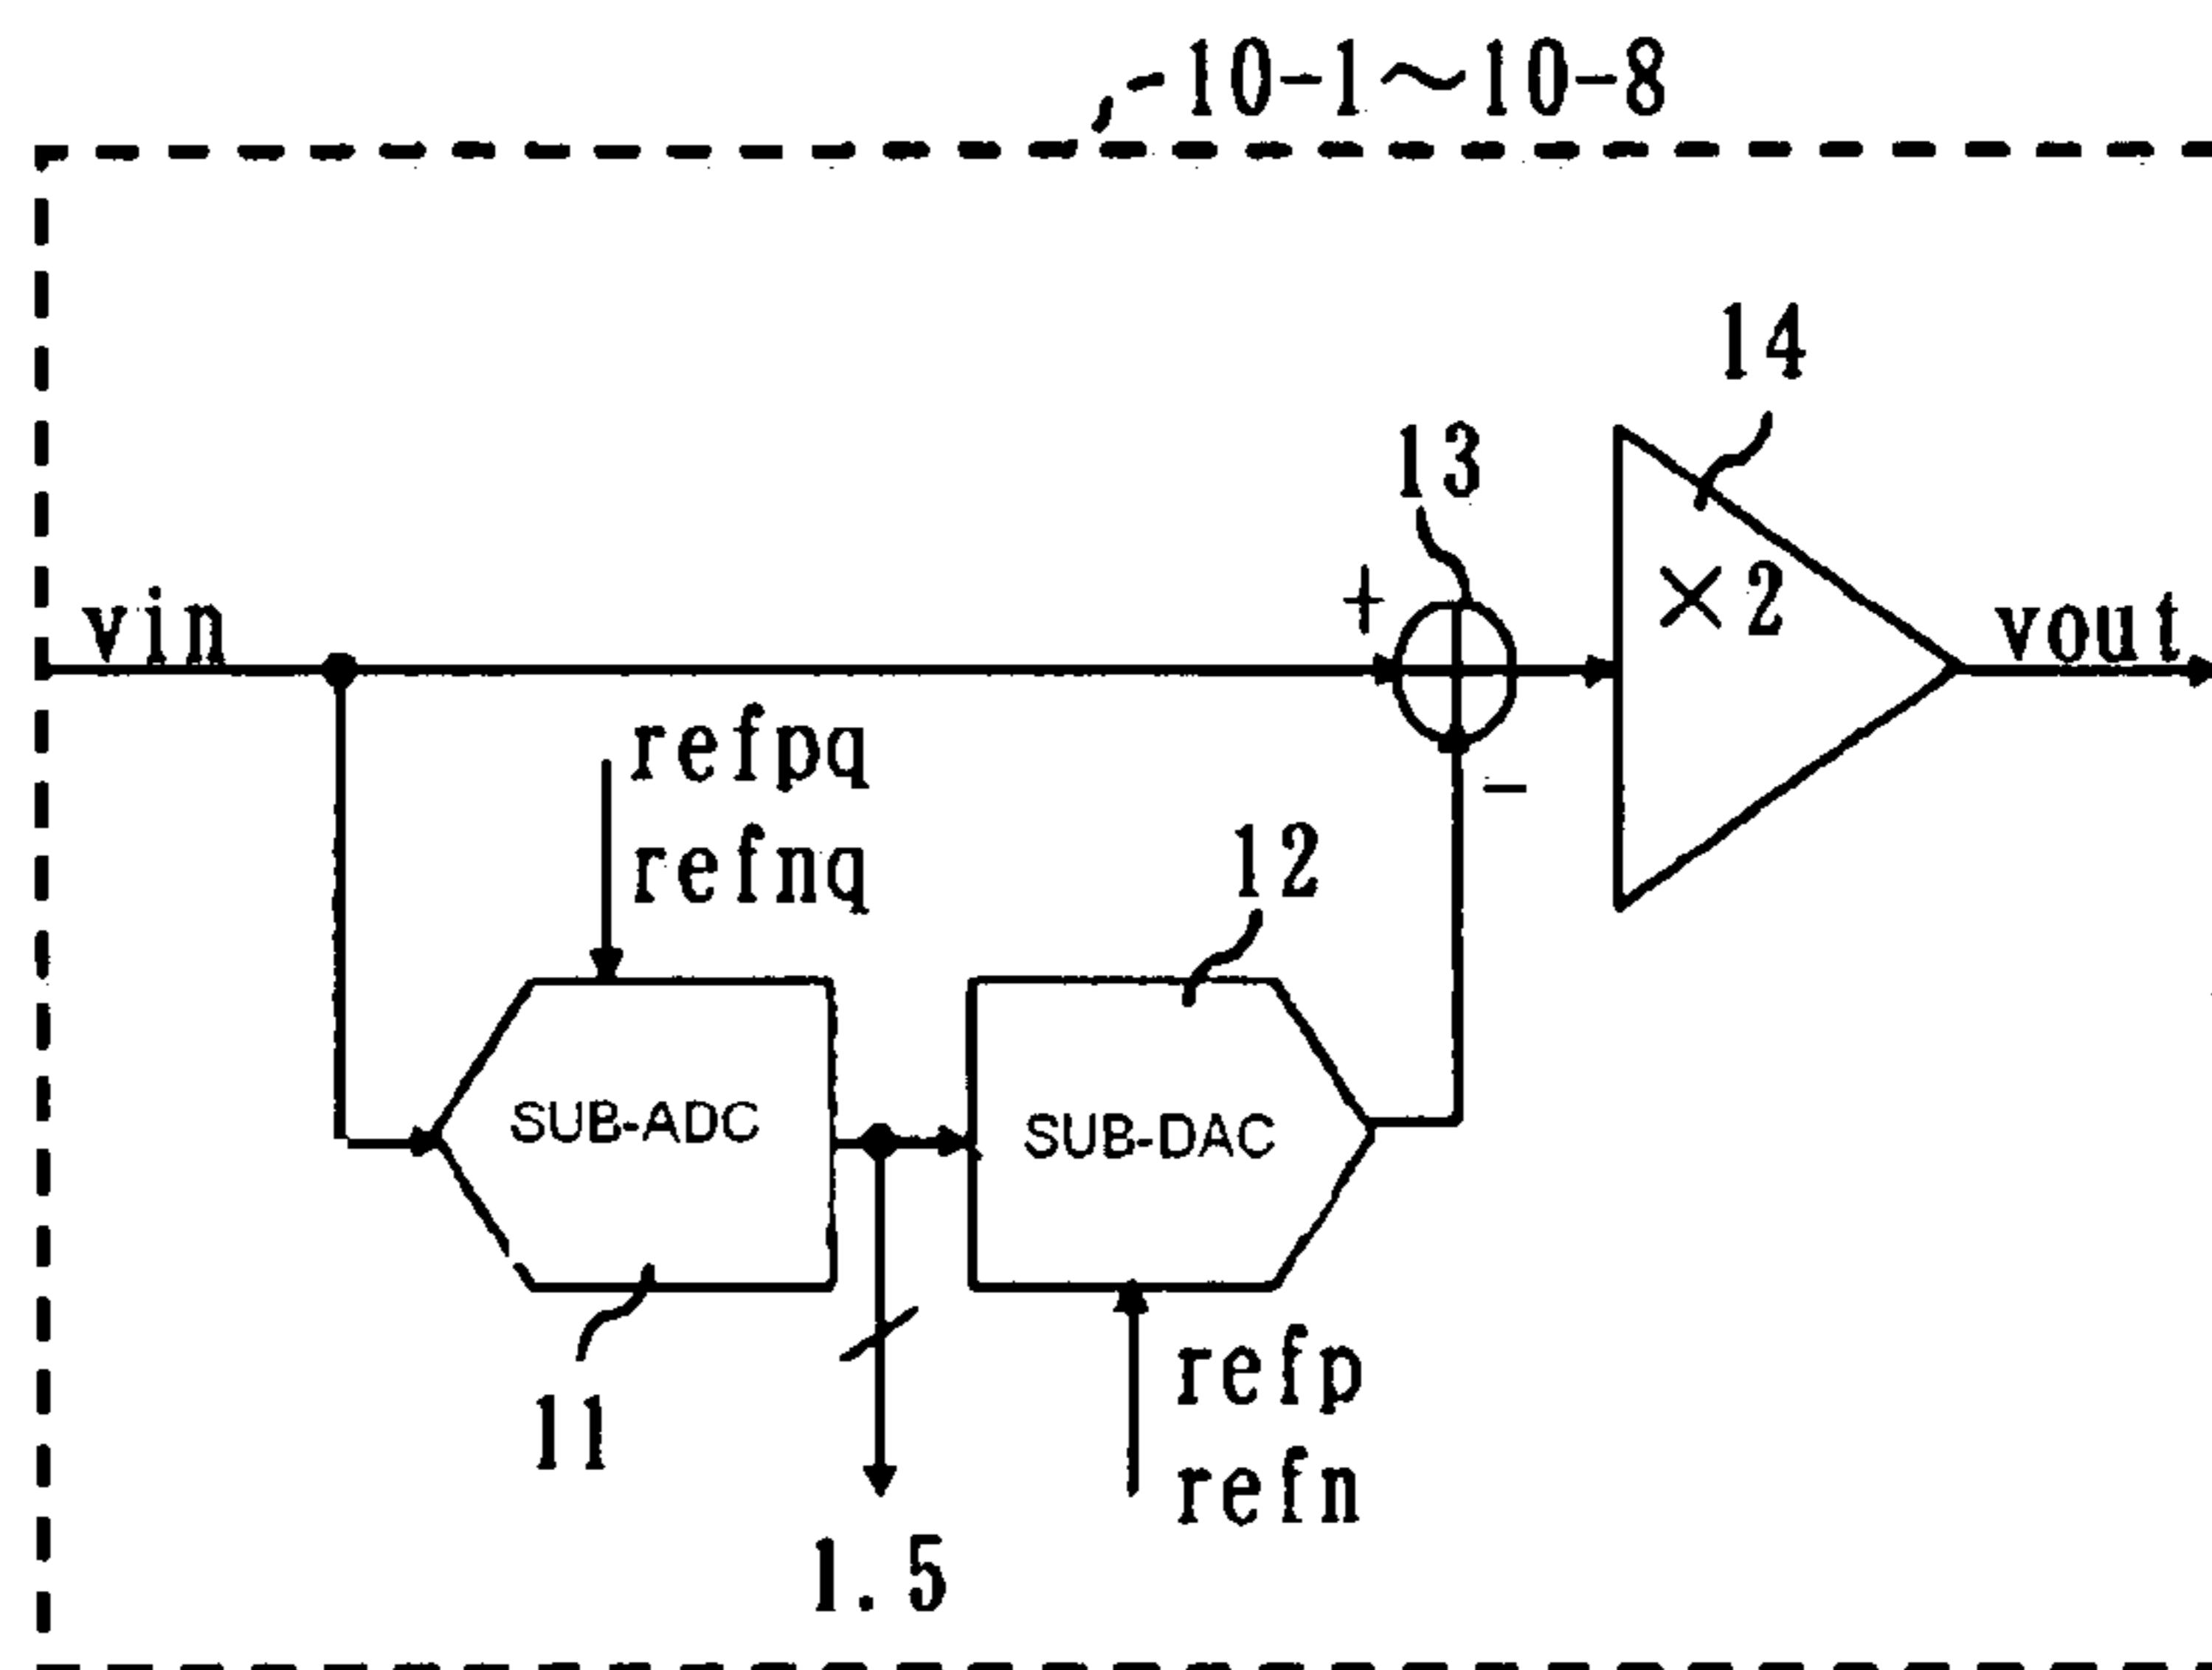 10-1~10-8
14
13
+
×2
vin
vout
refpq
-
refnq
12
SUB-ADC
SUB-DAC
11
refp
refn
1.5